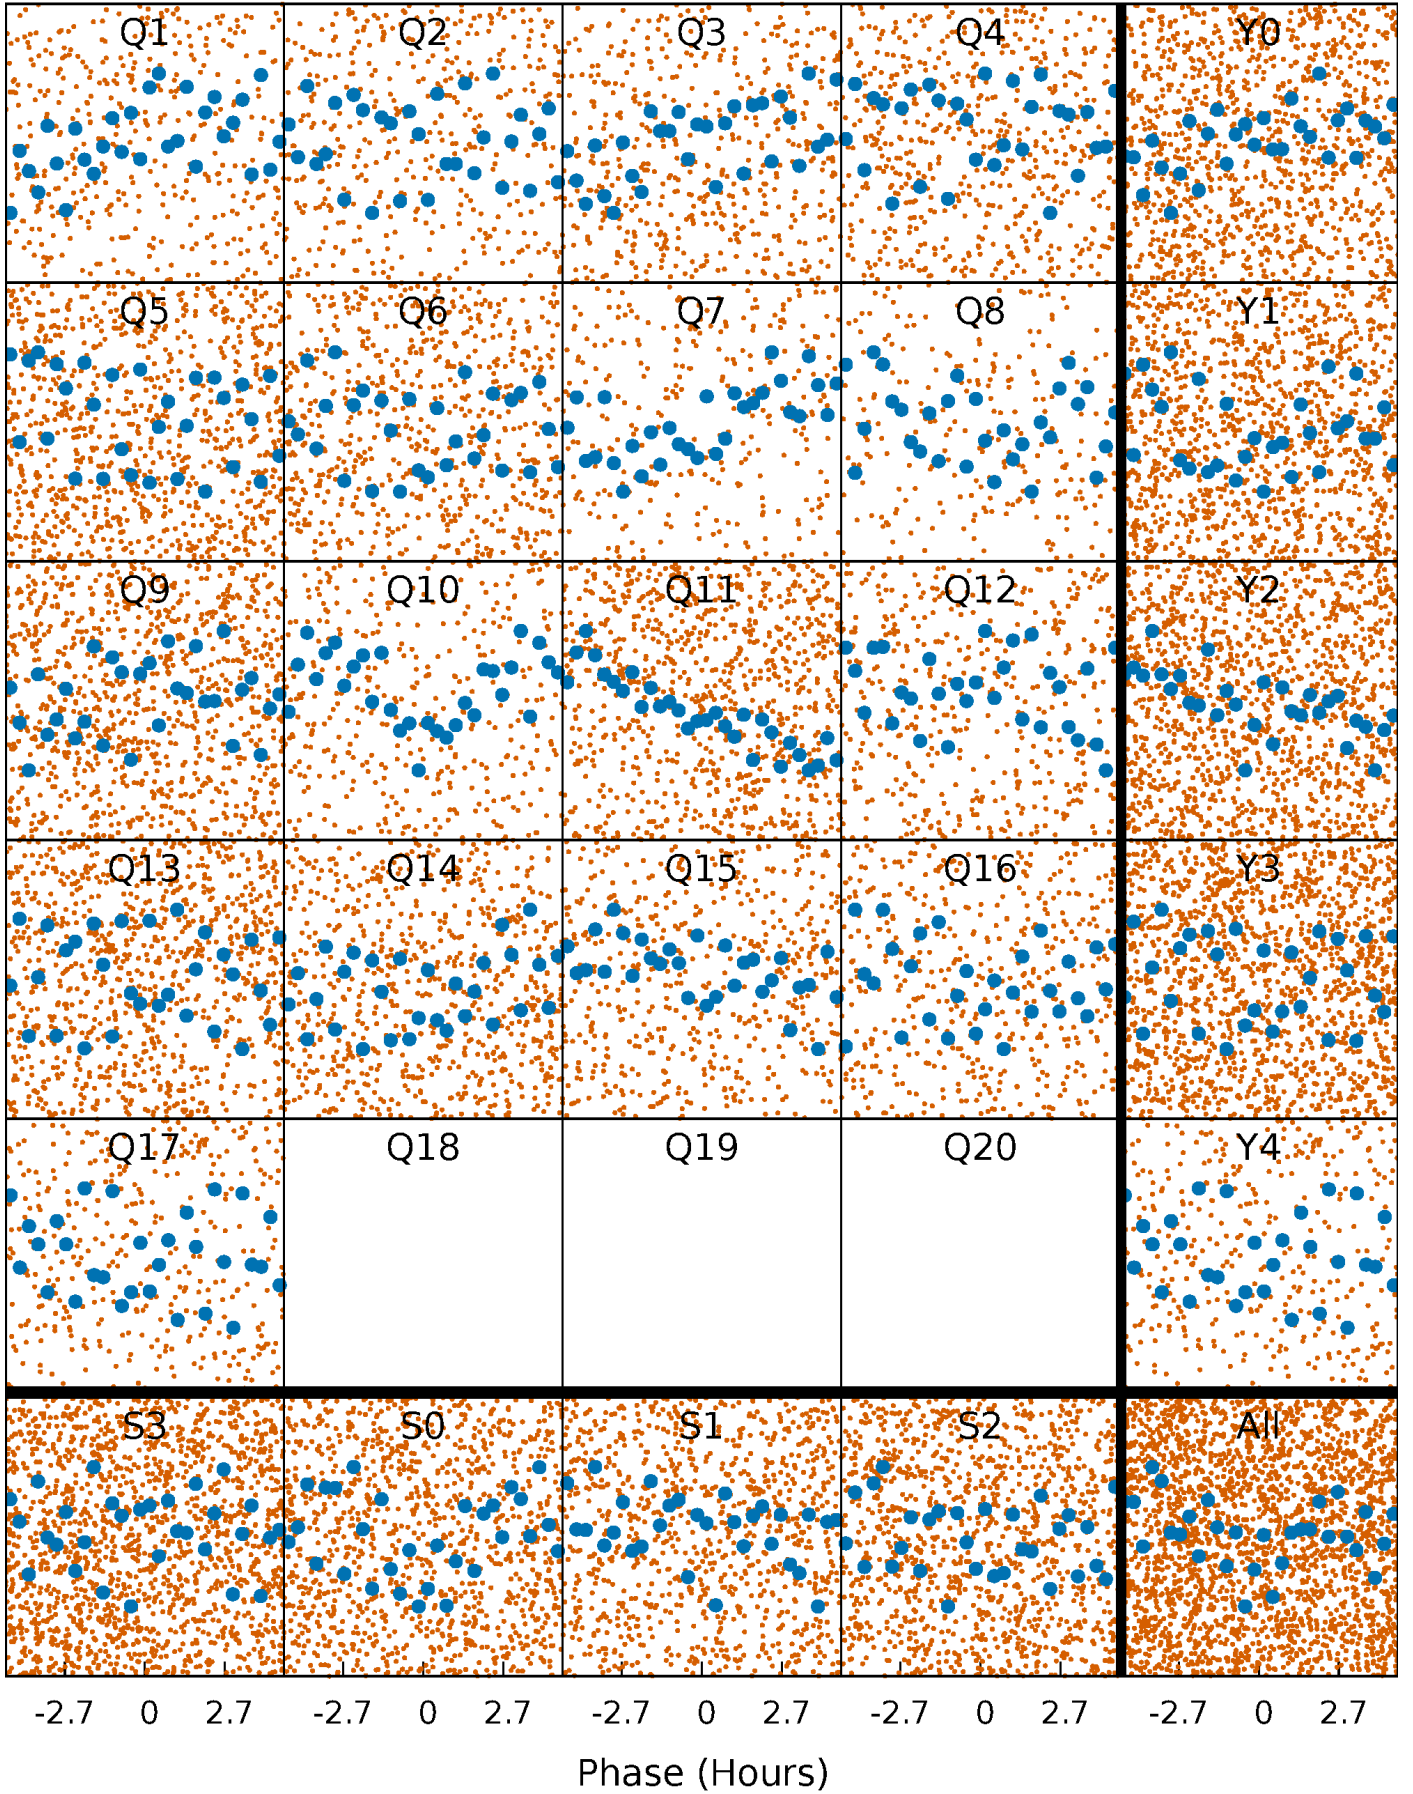 Q1 Q2 Q3 Q4 Y0
Q5 Q6 Q7 Q8 Y1
Q9 Q10 Q11 Q12 Y2
Q13 Q14 Q15 Q16 Y3
Q17 Q18 Q19 Q20 Y4
S3 S0 S1 S2 All
-2.7 0 2.7 -2.7 0 2.7 -2.7 0 2.7 -2.7 0 2.7 -2.7 0 2.7
Phase (Hours)